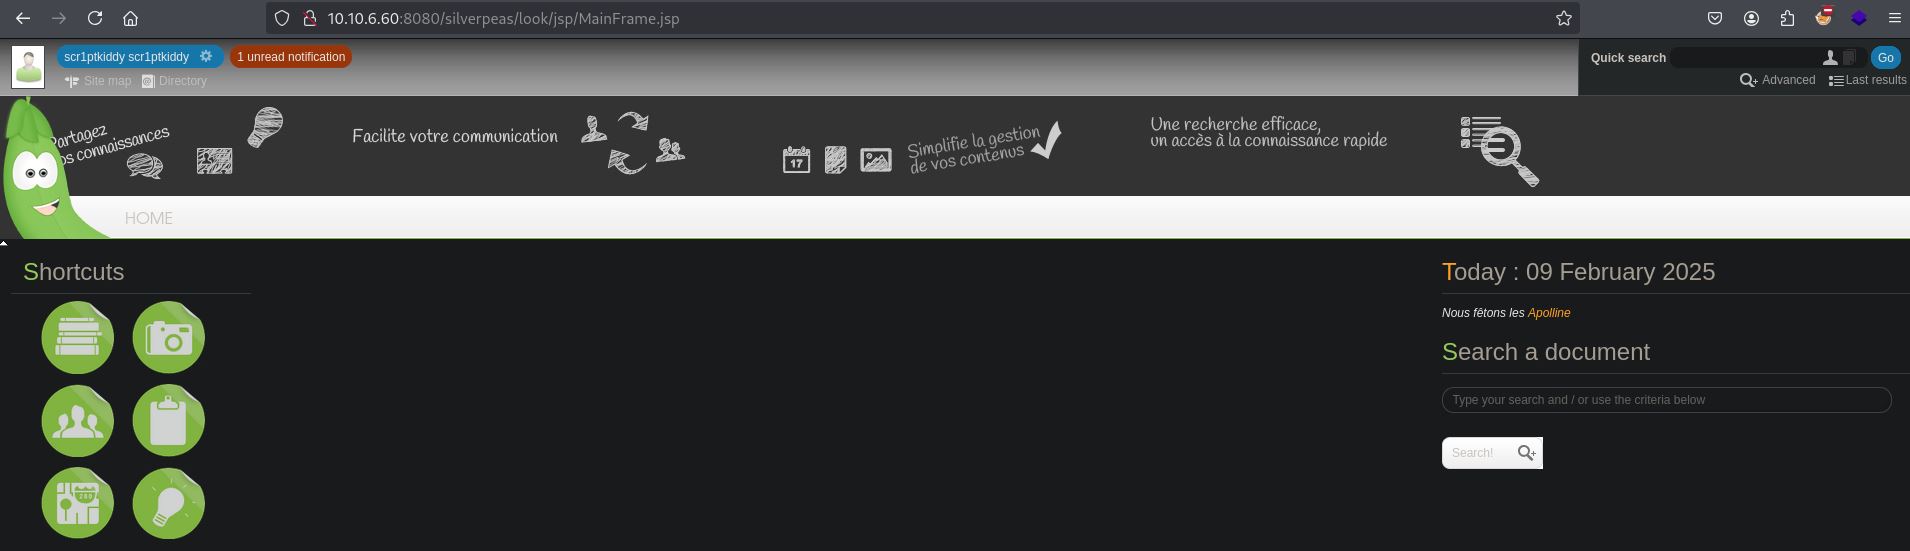 10.10.6.60:8080/silverpeas/look/jsp/MainFrame.jsp
scr1ptkiddy scr1ptkiddy
1 unread notification
Quick search
Go
Site map
Directory
Advanced
Last results
Partagez
vos connaissances
Facilite votre communication
17
Simplifie la gestion
de vos contenus
Une recherche efficace,
un accès à la connaissance rapide
HOME
Shortcuts
Today : 09 February 2025
Nous fêtons les Apolline
Search a document
Type your search and / or use the criteria below
Search!